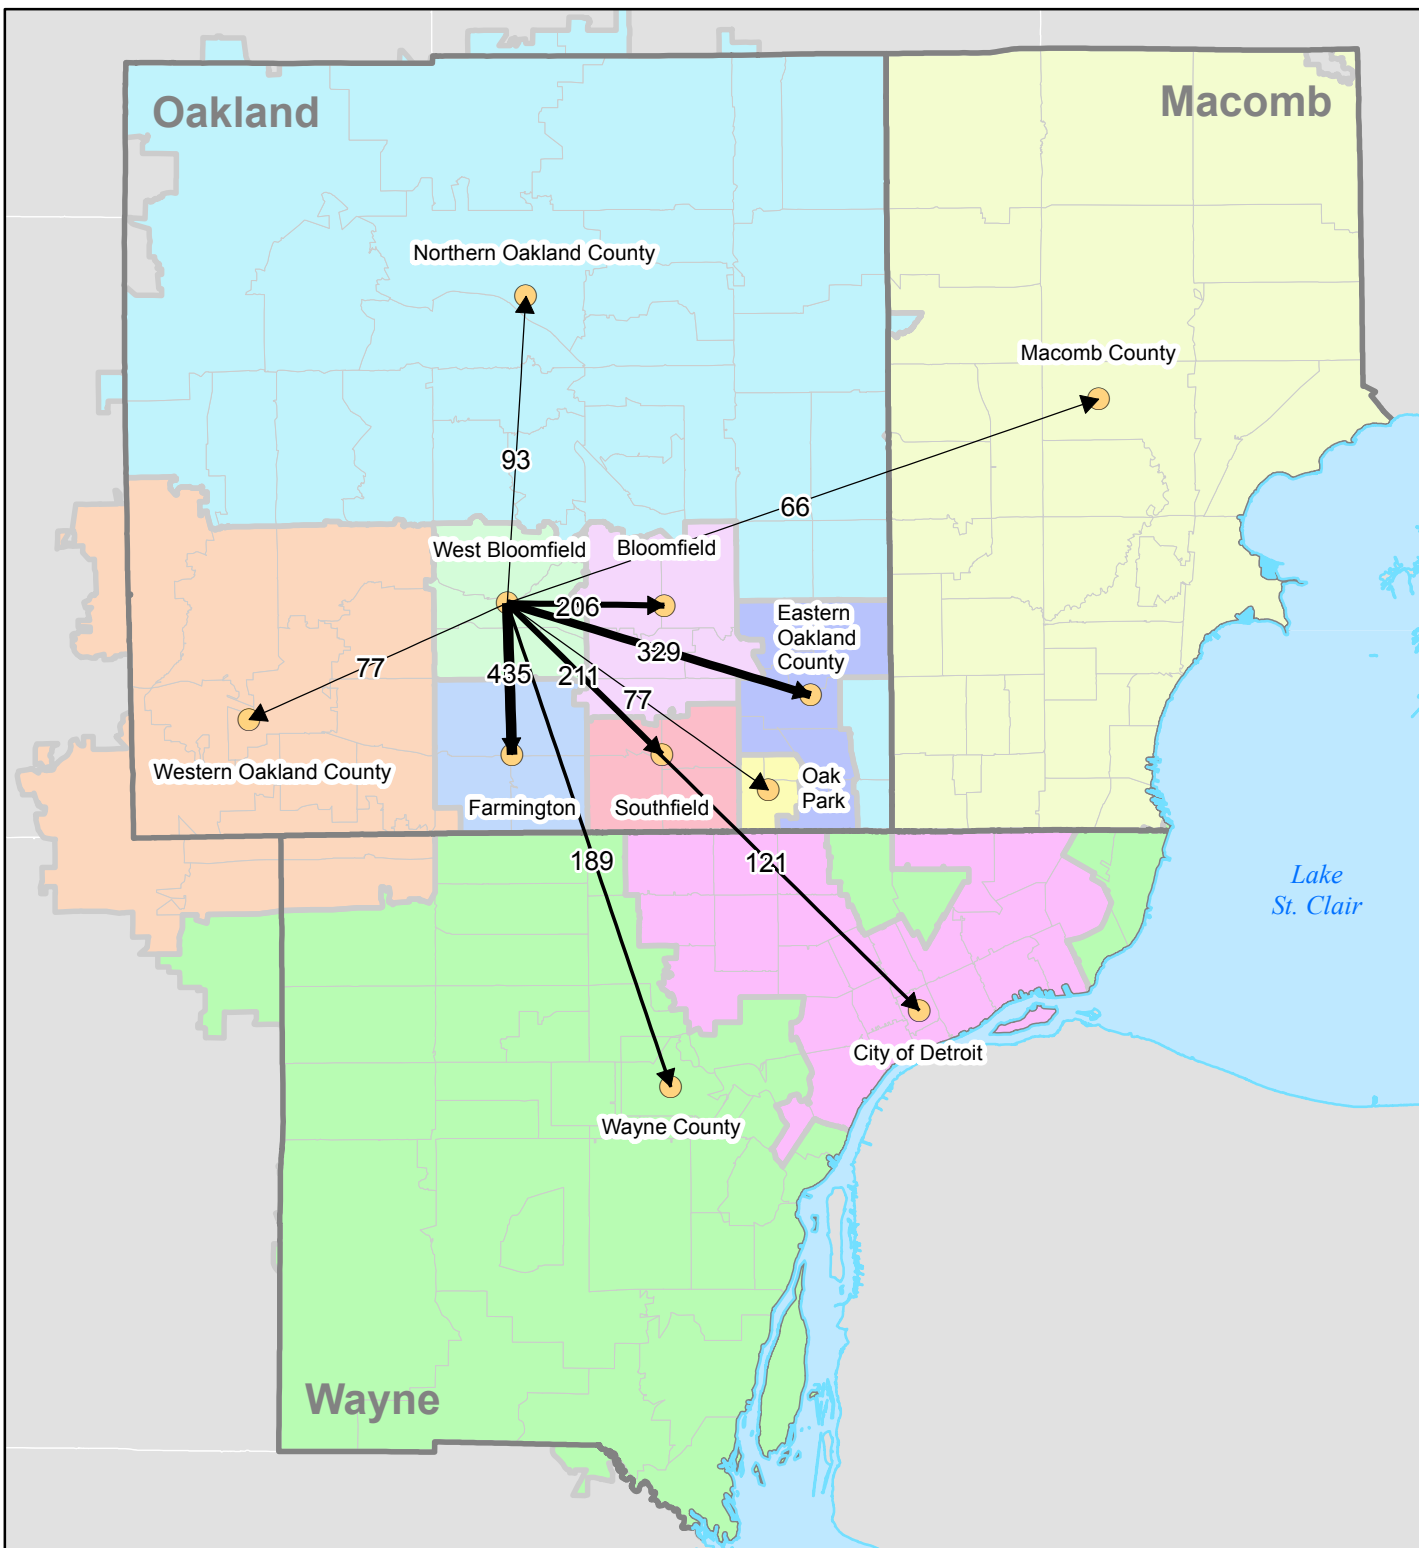 Oakland
Macomb
Northern Oakland County
Macomb County
93
66
West Bloomfield
Bloomfield
206
Eastern
Oakland
County
329
77
435
211
77
Western Oakland County
Farmington
Southfield
Oak
Park
189
121
Lake
St. Clair
City of Detroit
Wayne County
Wayne